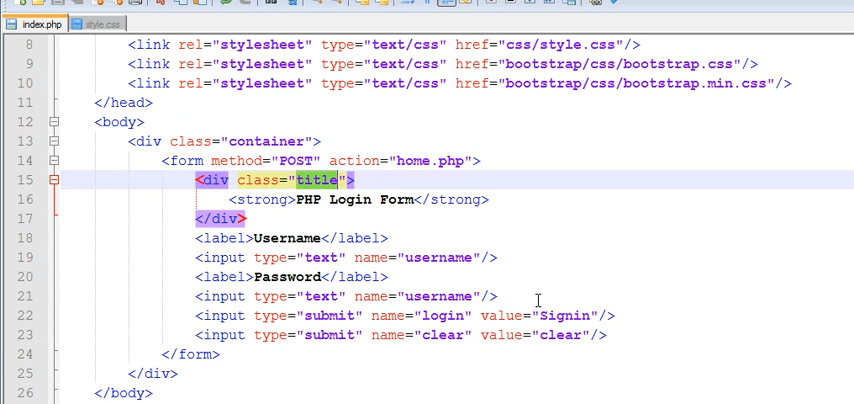 index.php style.css
8 <link rel="stylesheet" type="text/css" href="css/style.css"/>
9 <link rel="stylesheet" type="text/css" href="bootstrap/css/bootstrap.css"/>
10 <link rel="stylesheet" type="text/css" href="bootstrap/css/bootstrap.min.css"/>
11 </head>
12 <body>
13 <div class="container">
14 <form method="POST" action="home.php">
15 <div class="title">
16 <strong>PHP Login Form</strong>
17 </div>
18 <label>Username</label>
19 <input type="text" name="username"/>
20 <label>Password</label>
21 <input type="text" name="username"/>
22 <input type="submit" name="login" value="Signin"/>
23 <input type="submit" name="clear" value="clear"/>
24 </form>
25 </div>
26 </body>